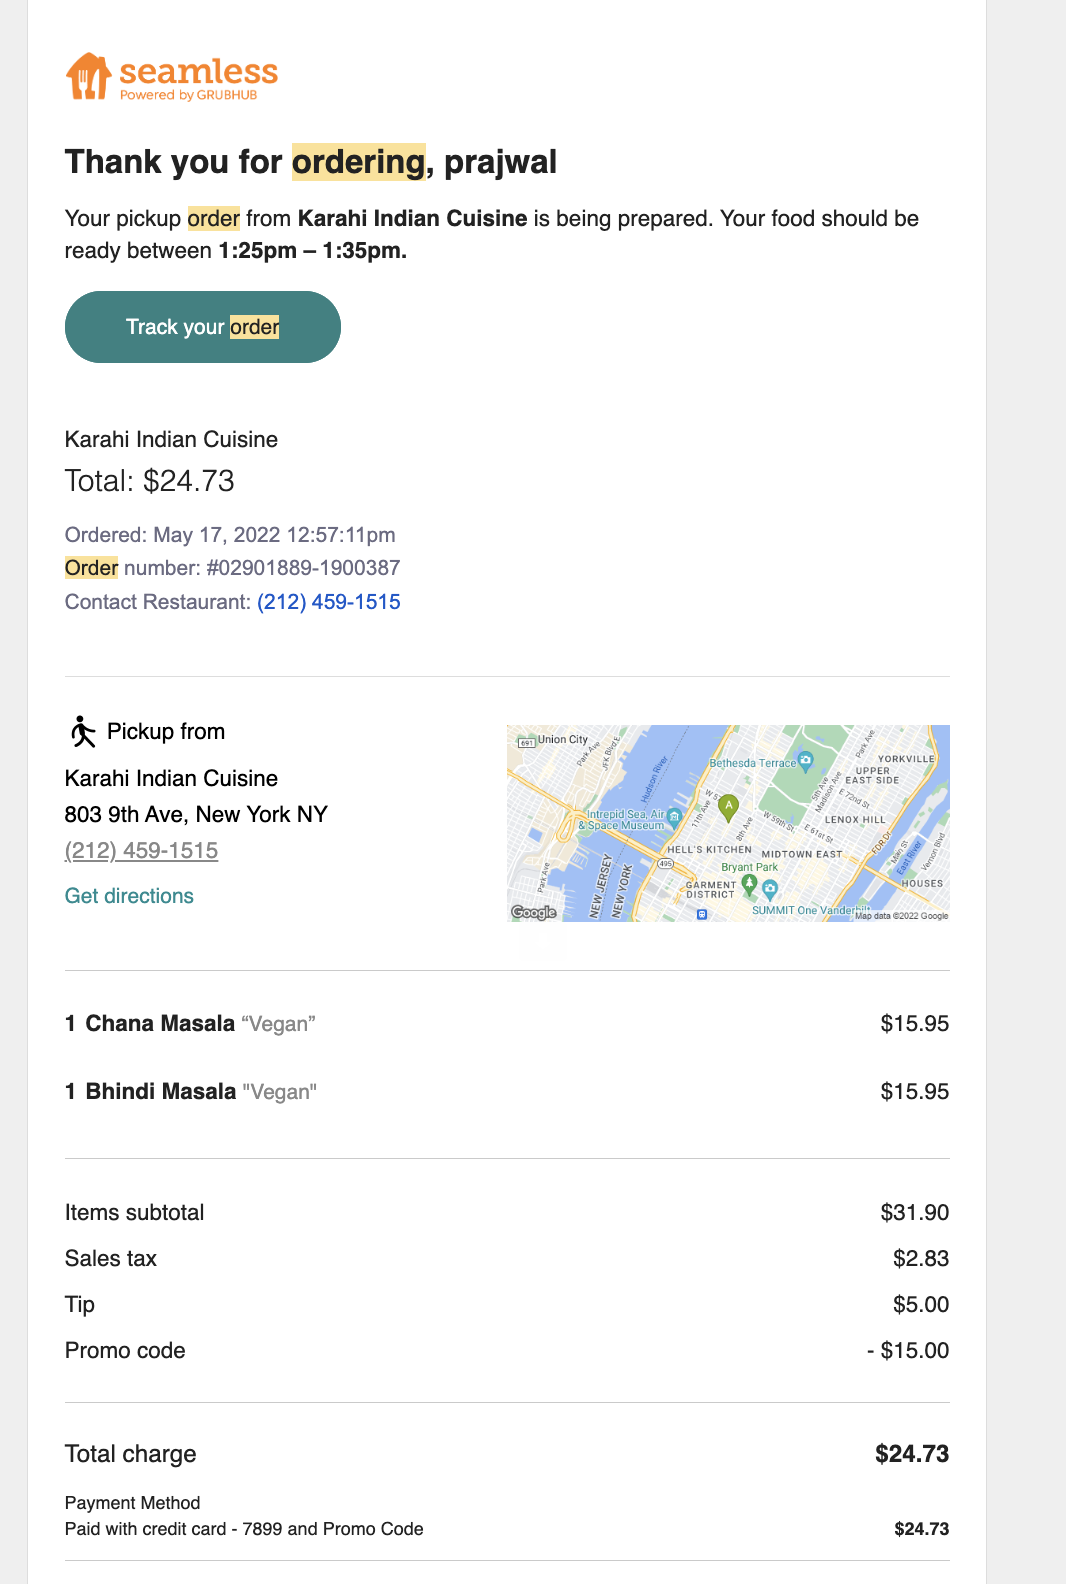 seamless
Powered by GRUBHUB
Thank you for ordering, prajwal
Your pickup order from Karahi Indian Cuisine is being prepared. Your food should be
ready between 1:25pm – 1:35pm.
Track your order
Karahi Indian Cuisine
Total: $24.73
Ordered: May 17, 2022 12:57:11pm
Order number: #02901889-1900387
Contact Restaurant: (212) 459-1515
Pickup from
Karahi Indian Cuisine
803 9th Ave, New York NY
(212) 459-1515
Get directions
691
Union City
Park Ave
JFK Blvd E
Hudson River
Bethesda Terrace
Park Ave
YORKVILLE
UPPER
EAST SIDE
5th Ave
Madison Ave
E 72nd St
W 5
11th Ave
A
Intrepid Sea, Air
& Space Museum
8th Ave
W 59th St
E 61st St
LENOX HILL
FDR Dr
Main St
East River
Vernon Blvd
HELL'S KITCHEN
MIDTOWN EAST
495
Bryant Park
Park Ave
NEW JERSEY
NEW YORK
GARMENT
DISTRICT
HOUSES
SUMMIT One Vanderbilt
Google
Map data ©2022 Google
1 Chana Masala “Vegan” $15.95
1 Bhindi Masala "Vegan" $15.95
Items subtotal $31.90
Sales tax $2.83
Tip $5.00
Promo code - $15.00
Total charge $24.73
Payment Method
Paid with credit card - 7899 and Promo Code $24.73